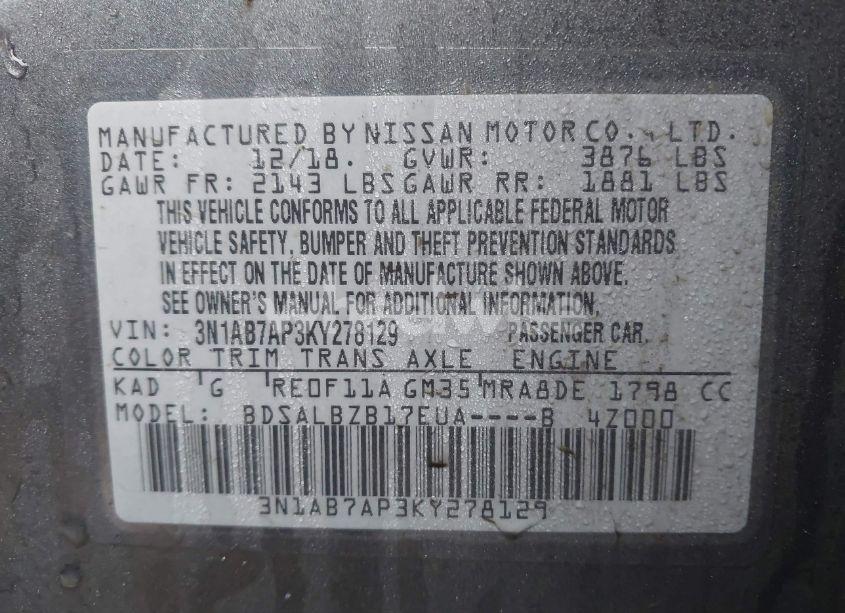 MANUFACTURED BY NISSAN MOTOR CO., LTD.
DATE: 12/18. GVWR: 3876 LBS
GAWR FR: 2143 LBS GAWR RR: 1881 LBS
THIS VEHICLE CONFORMS TO ALL APPLICABLE FEDERAL MOTOR
VEHICLE SAFETY, BUMPER AND THEFT PREVENTION STANDARDS
IN EFFECT ON THE DATE OF MANUFACTURE SHOWN ABOVE.
SEE OWNER'S MANUAL FOR ADDITIONAL INFORMATION.
VIN: 3N1AB7AP3KY278129 PASSENGER CAR.
COLOR TRIM TRANS AXLE ENGINE
KAD G RE0F11A GM35 MRA8DE 1798 CC
MODEL: BDSALBZB17EUA----B 4Z000
3N1AB7AP3KY278129